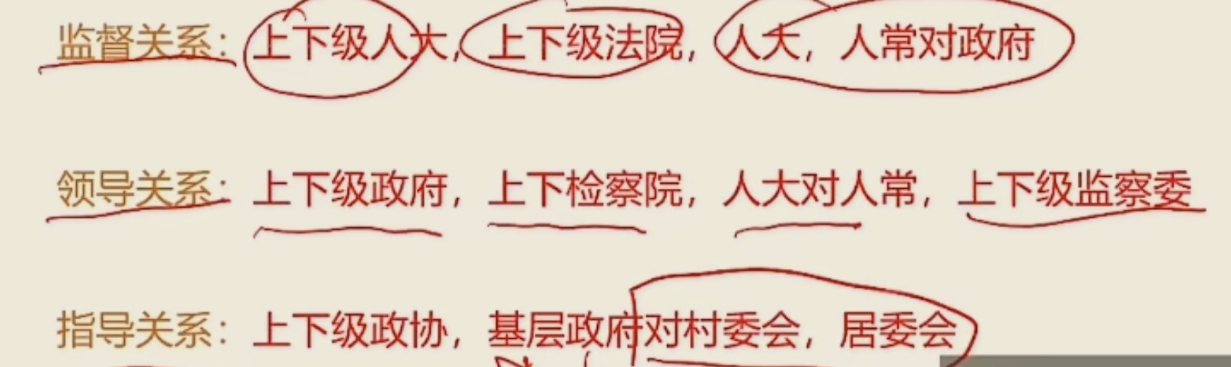 监督关系：上下级人大，上下级法院，人大，人常对政府
领导关系：上下级政府，上下检察院，人大对人常，上下级监察委
指导关系：上下级政协，基层政府对村委会，居委会